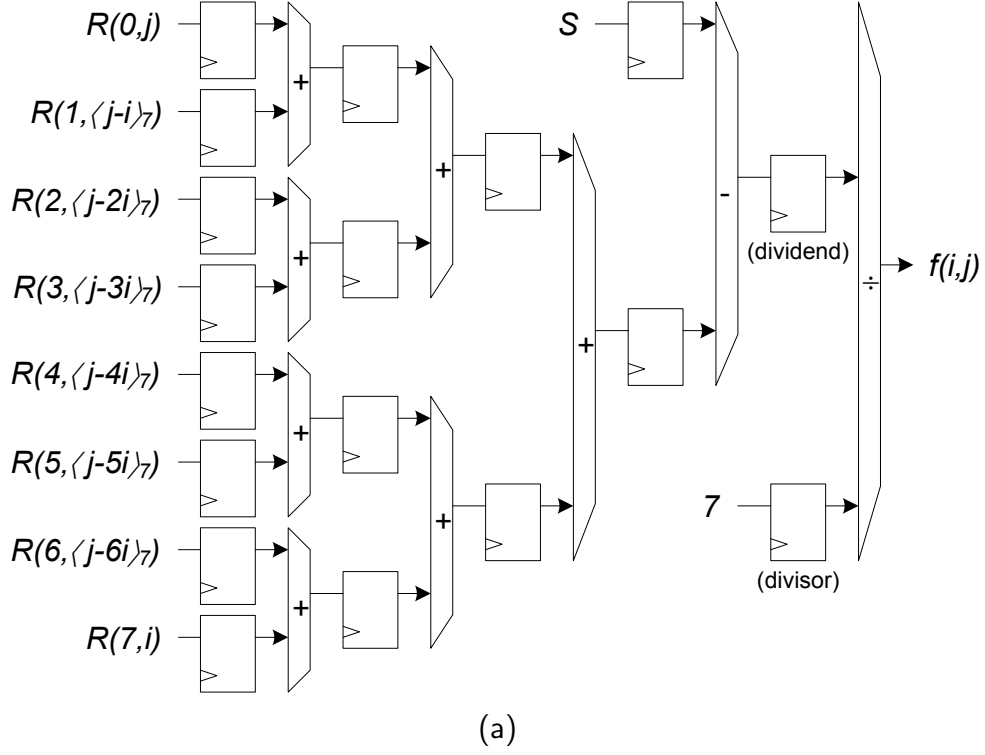 R(0,j)
S
+
R(1,⟨j-i⟩₇)
+
R(2,⟨j-2i⟩₇)
-
+
(dividend)
f(i,j)
R(3,⟨j-3i⟩₇)
÷
+
R(4,⟨j-4i⟩₇)
+
R(5,⟨j-5i⟩₇)
7
+
R(6,⟨j-6i⟩₇)
(divisor)
+
R(7,i)
(a)